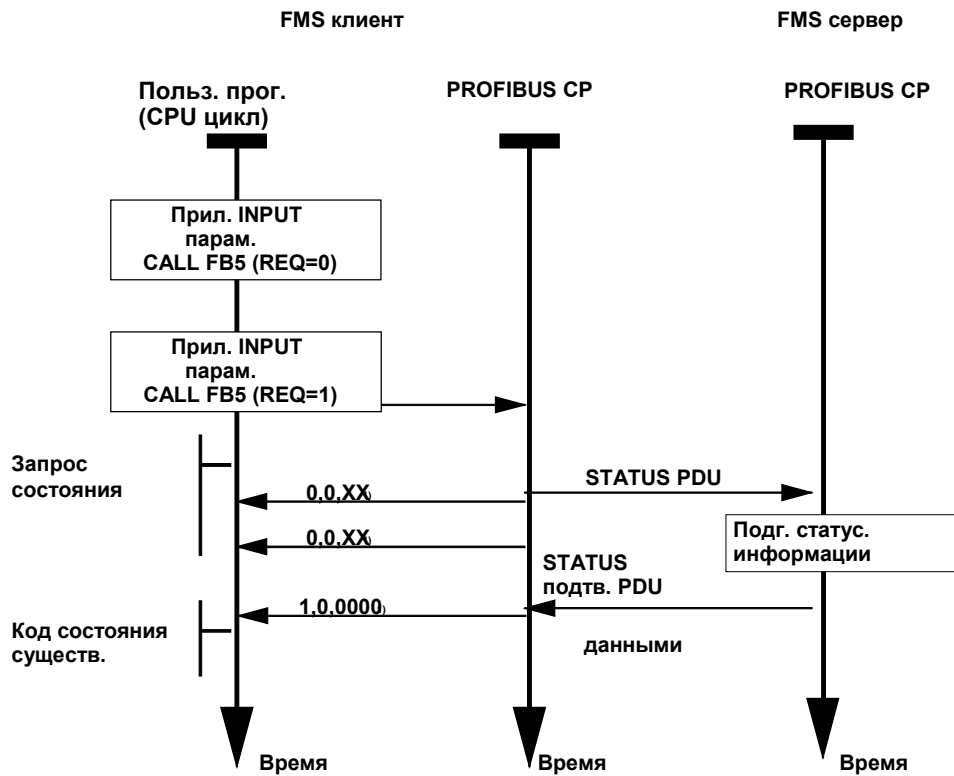 FMS клиент
FMS сервер
Польз. прог.
(CPU цикл)
PROFIBUS CP
PROFIBUS CP
Прил. INPUT
парам.
CALL FB5 (REQ=0)
Прил. INPUT
парам.
CALL FB5 (REQ=1)
Запрос
состояния
STATUS PDU
0,0,XX)
0,0,XX)
Подг. статус.
информации
STATUS
подтв. PDU
1,0,0000)
Код состояния
существ.
данными
Время
Время
Время